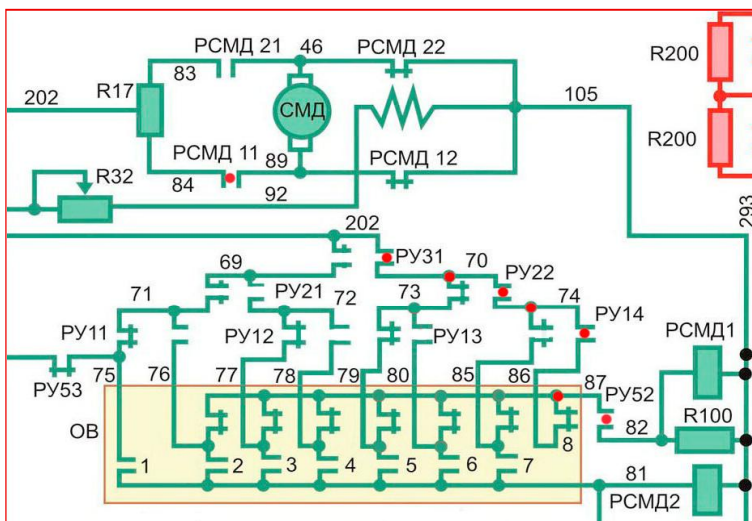 РСМД 21 46 РСМД 22
83
R200
202 R17 СМД 105
R200
РСМД 11 89 РСМД 12
R32 84 92
293
202
69 РУ31 70
71 РУ21 72 73 РУ22 74
РУ11 РУ12 РУ13 РУ14
РСМД1
РУ53
75 76 77 78 79 80 85 86 87 РУ52
ОВ 82 R100
8
1 2 3 4 5 6 7
81
РСМД2